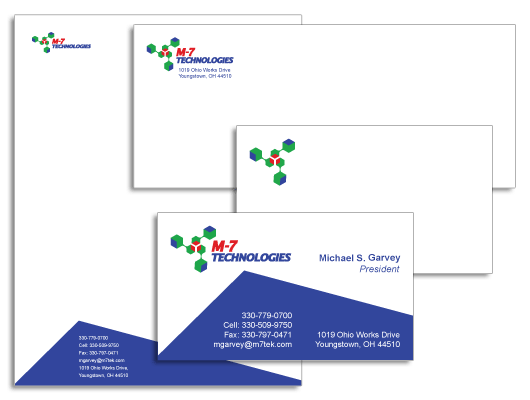 M-7
TECHNOLOGIES
M-7
TECHNOLOGIES
1019 Ohio Works Drive
Youngstown, OH 44510
M-7
TECHNOLOGIES
Michael S. Garvey
President
330-779-0700
Cell: 330-509-9750
Fax: 330-797-0471
mgarvey@m7tek.com
1019 Ohio Works Drive
Youngstown, OH 44510
330-779-0700
Cell: 330-509-9750
Fax: 330-797-0471
mgarvey@m7tek.com
1019 Ohio Works Drive,
Youngstown, OH 44510